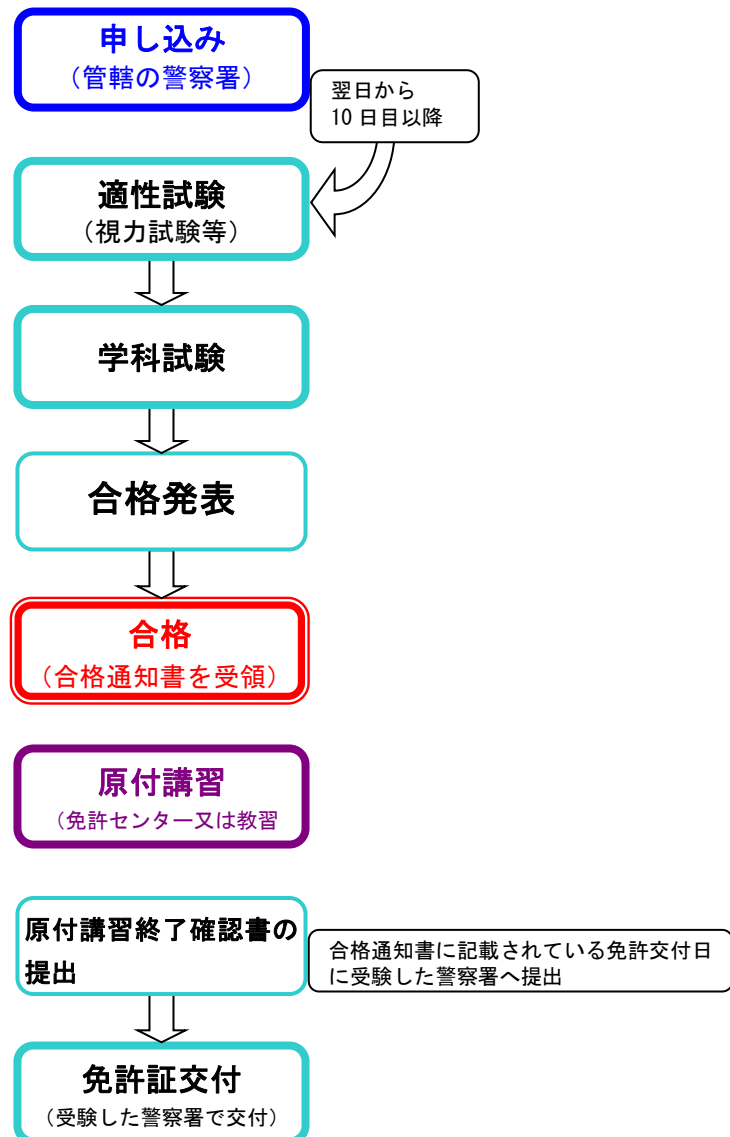 申し込み
（管轄の警察署）
翌日から
10 日目以降
適性試験
（視力試験等）
学科試験
合格発表
合格
（合格通知書を受領）
原付講習
（免許センター又は教習
原付講習終了確認書の
提出
合格通知書に記載されている免許交付日
に受験した警察署へ提出
免許証交付
（受験した警察署で交付）